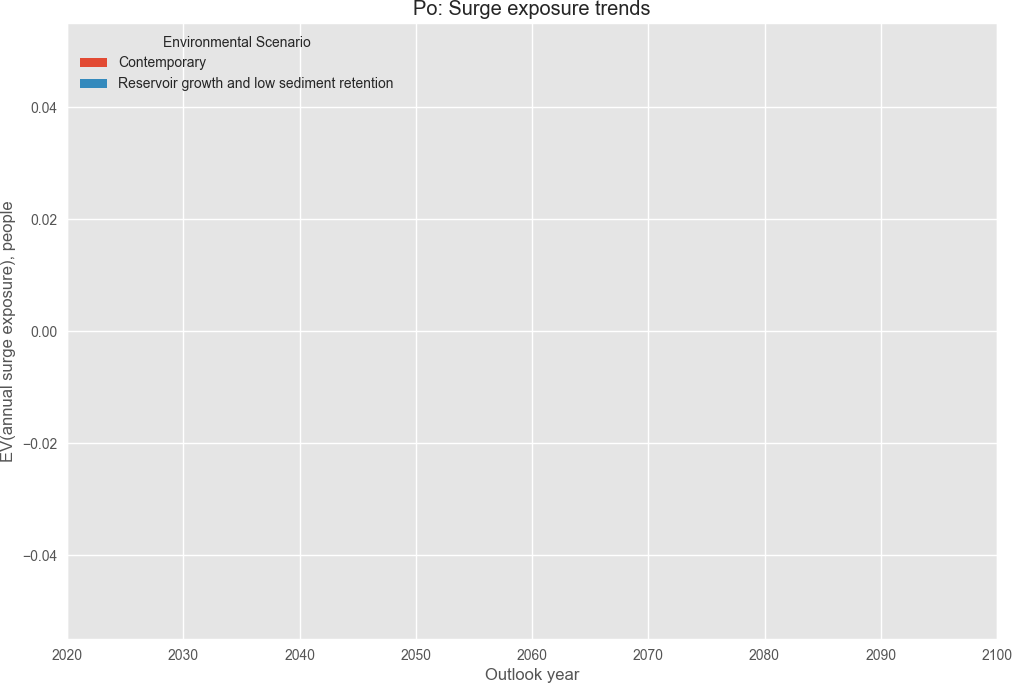 Po: Surge exposure trends
Environmental Scenario
Contemporary
Reservoir growth and low sediment retention
0.04
0.02
0.00
−0.02
−0.04
EV(annual surge exposure), people
2020 2030 2040 2050 2060 2070 2080 2090 2100
Outlook year